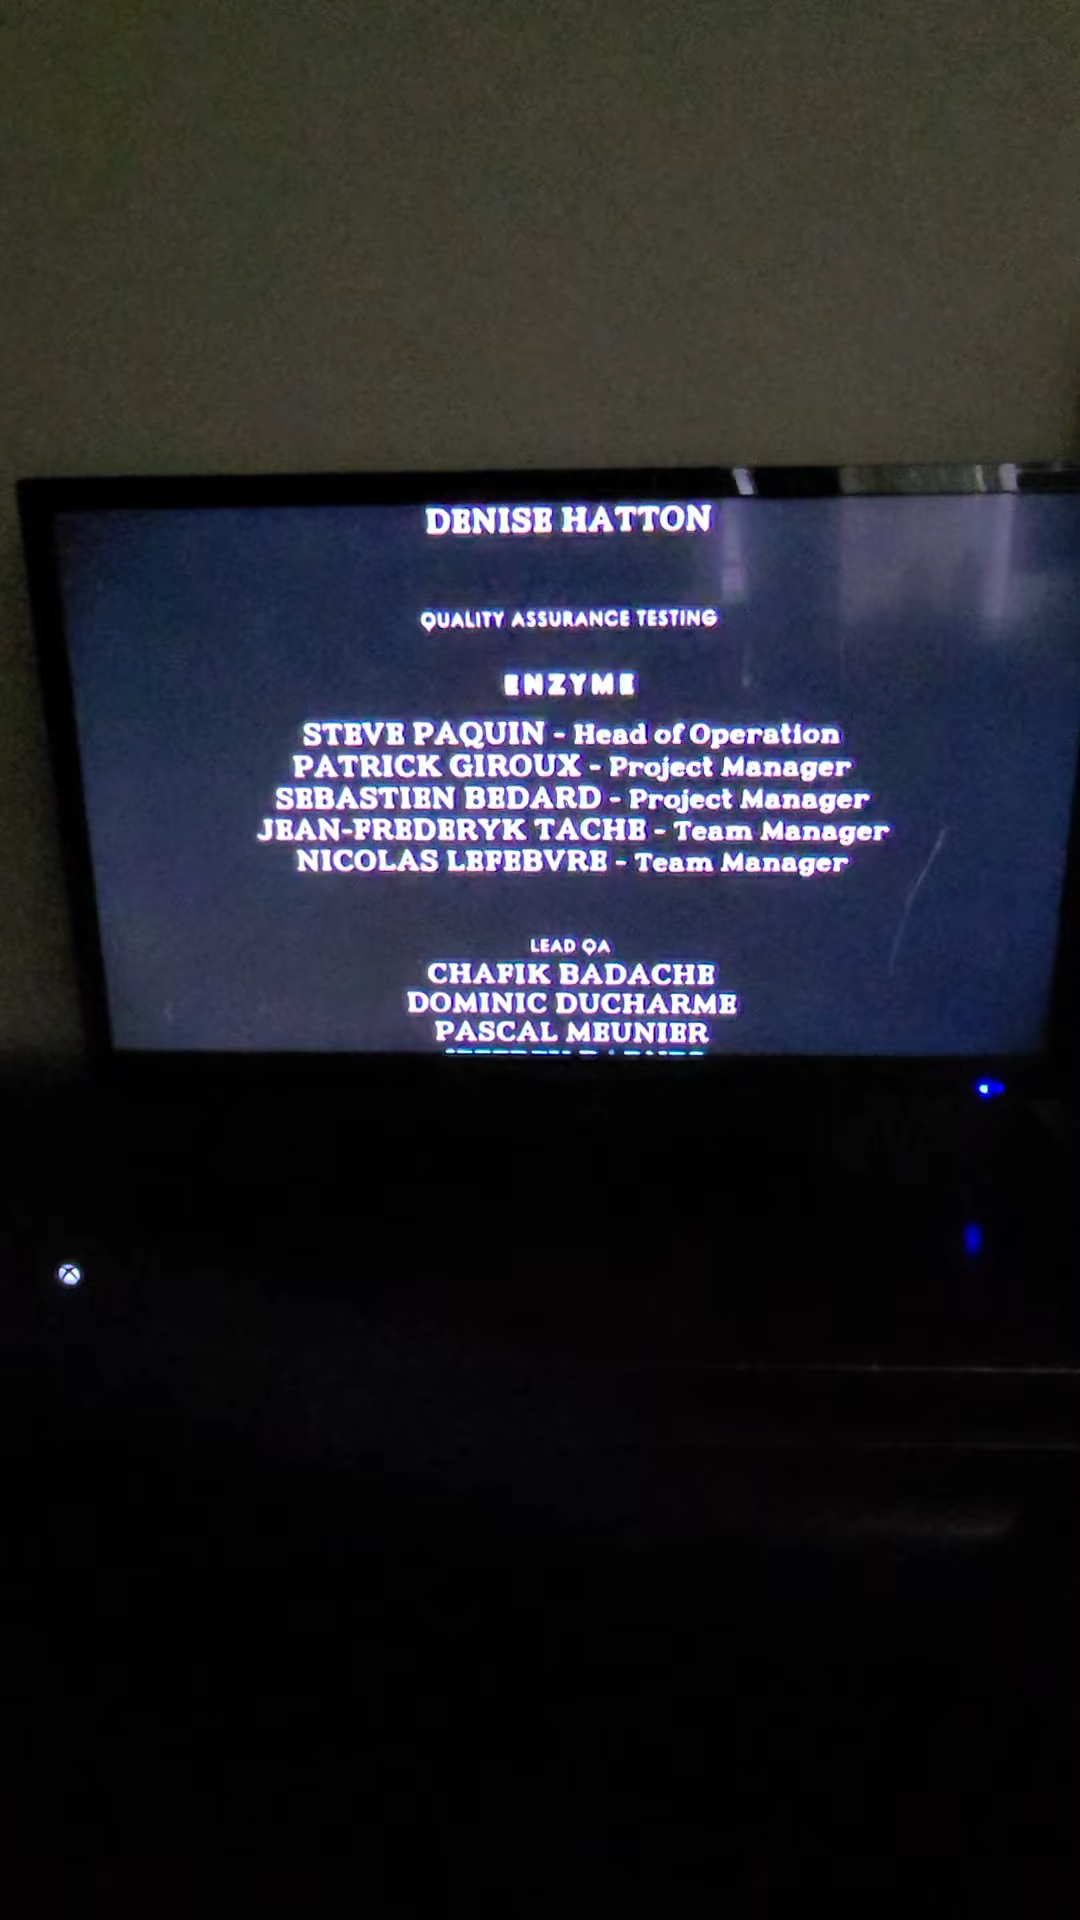 DENISE HATTON
QUALITY ASSURANCE TESTING
ENZYME
STEVE PAQUIN - Head of Operation
PATRICK GIROUX - Project Manager
SEBASTIEN BEDARD - Project Manager
JEAN-FREDERYK TACHE - Team Manager
NICOLAS LEFEBVRE - Team Manager
LEAD QA
CHAFIK BADACHE
DOMINIC DUCHARME
PASCAL MEUNIER